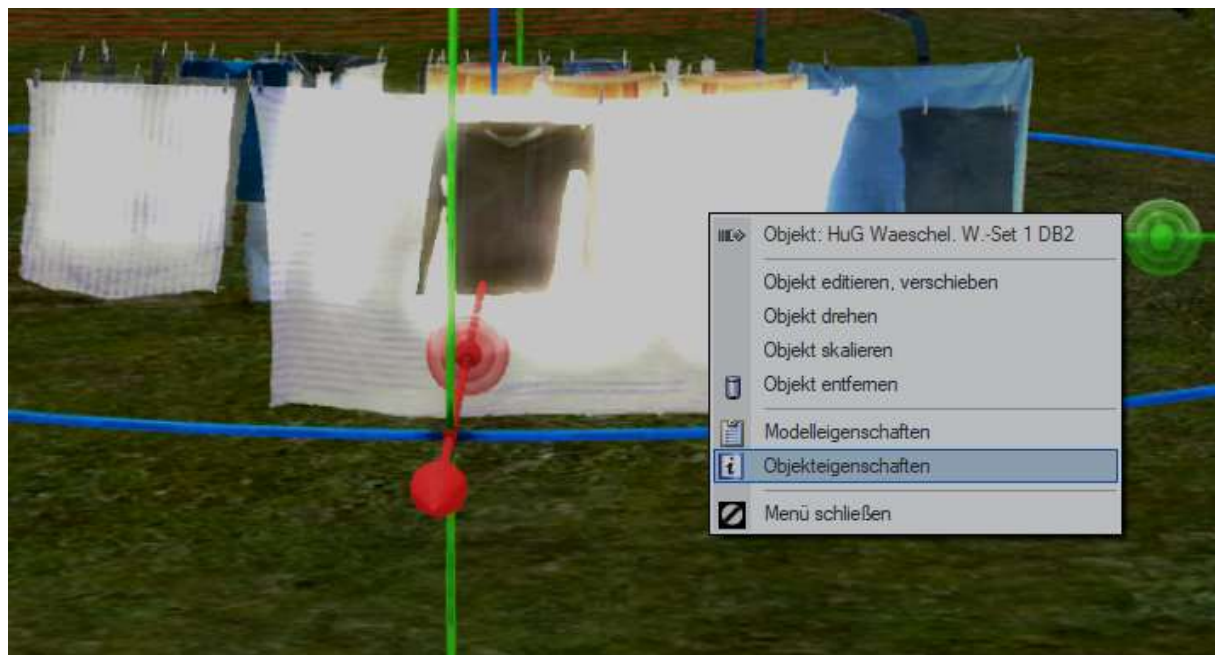 Objekt: HuG Waeschel. W.-Set 1 DB2
Objekt editieren, verschieben
Objekt drehen
Objekt skalieren
Objekt entfernen
Modelleigenschaften
Objekteigenschaften
Menü schließen